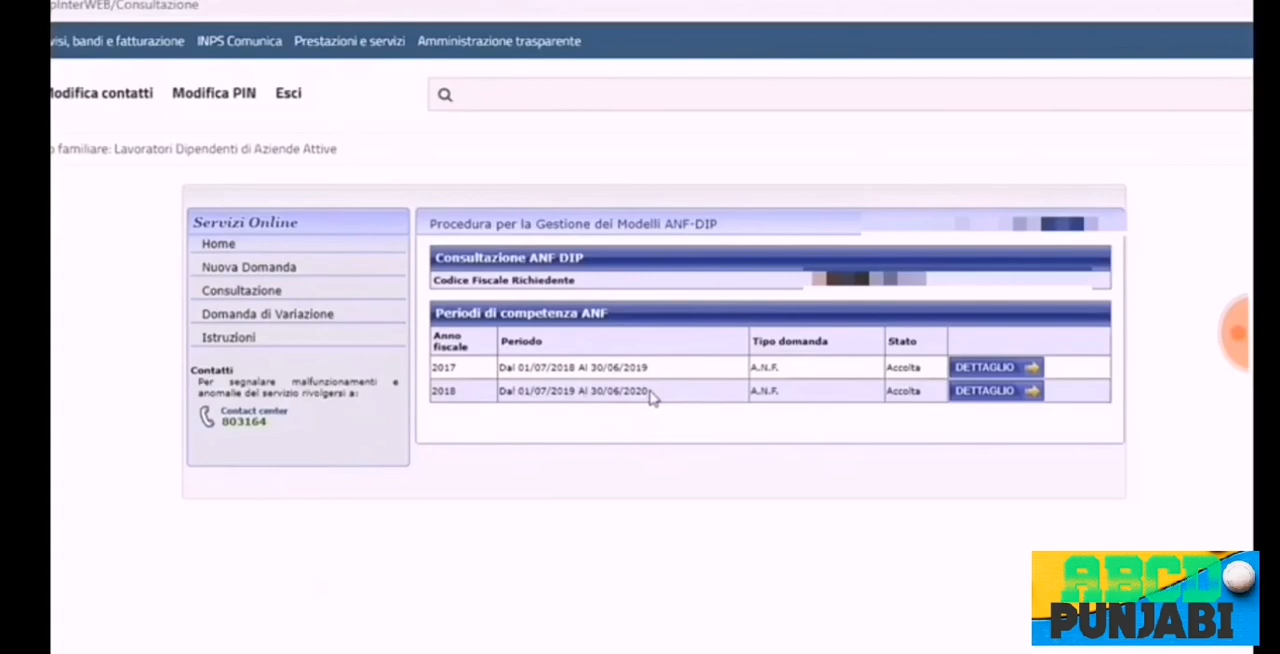 InterWEB/Consultazione
visi, bandi e fatturazione INPS Comunica Prestazioni e servizi Amministrazione trasparente
Modifica contatti Modifica PIN Esci
familiare: Lavoratori Dipendenti di Aziende Attive
Servizi Online
Home
Nuova Domanda
Consultazione
Domanda di Variazione
Istruzioni
Contatti
Per segnalare malfunzionamenti e
anomalie del servizio rivolgersi a:
Contact center
803164
Procedura per la Gestione dei Modelli ANF-DIP
Consultazione ANF DIP
Codice Fiscale Richiedente
Periodi di competenza ANF
Anno fiscale Periodo Tipo domanda Stato
2017 Dal 01/07/2018 Al 30/06/2019 A.N.F. Accolta DETTAGLIO
2018 Dal 01/07/2019 Al 30/06/2020 A.N.F. Accolta DETTAGLIO
ABCD
PUNJABI